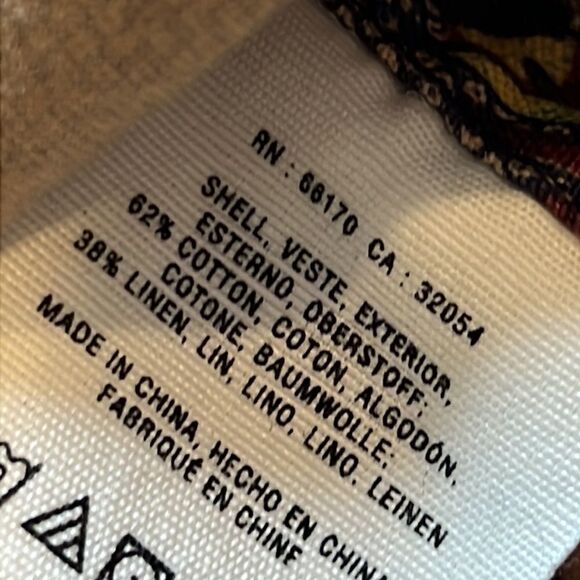 RN : 66170 CA : 32054
SHELL, VESTE, EXTERIOR,
ESTERNO, OBERSTOFF:
62% COTTON, COTON, ALGODÓN,
COTONE, BAUMWOLLE;
38% LINEN, LIN, LINO, LINO, LEINEN
MADE IN CHINA, HECHO EN CHINA
FABRIQUÉ EN CHINE